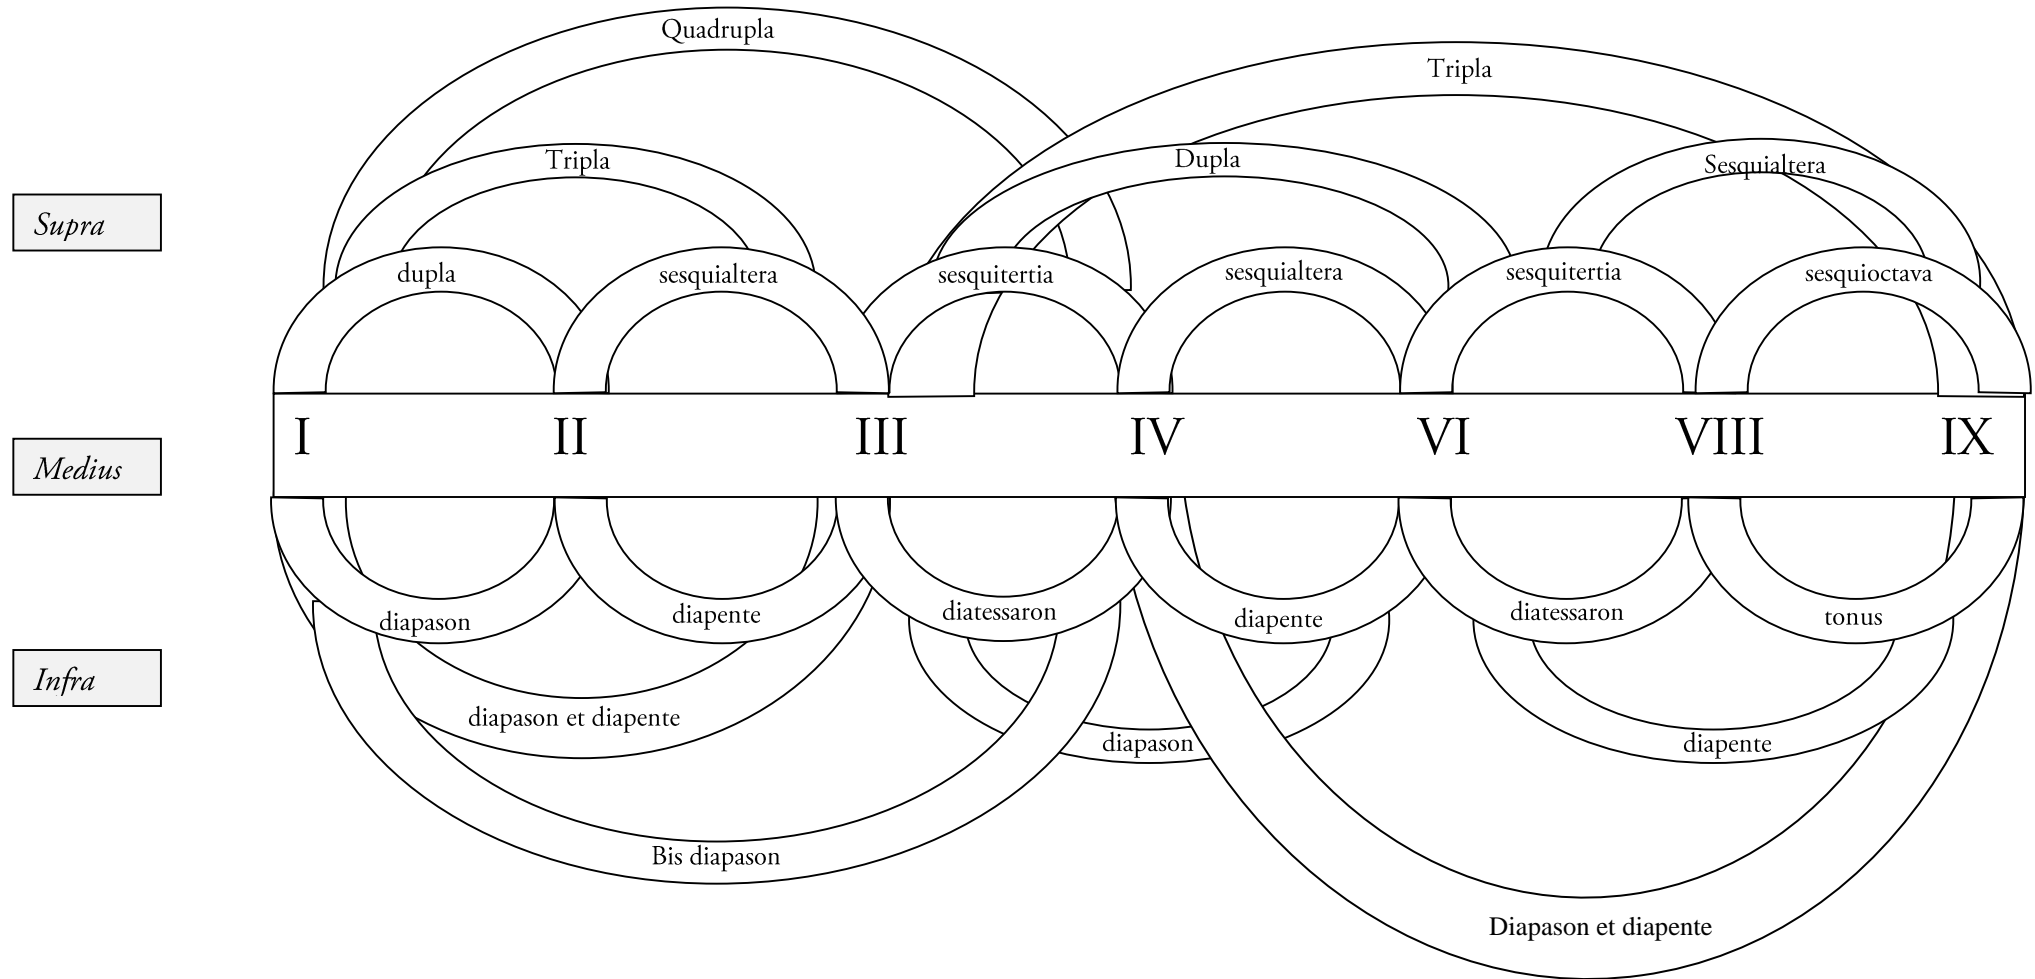 Quadrupla
Tripla
Tripla
Dupla
Sesquialtera
Supra
dupla
sesquialtera
sesquitertia
sesquialtera
sesquitertia
sesquioctava
Medius
I II III IV VI VIII IX
diapason
diapente
diatessaron
diapente
diatessaron
tonus
Infra
diapason et diapente
diapason
diapente
Bis diapason
Diapason et diapente